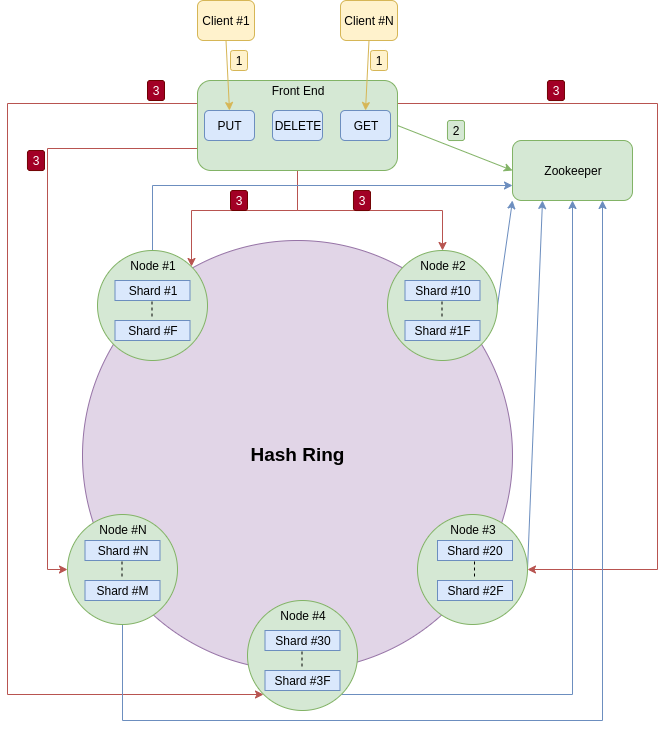 Client #1
Client #N
1
1
3
3
Front End
PUT
DELETE
GET
2
3
Zookeeper
3
3
Node #1
Shard #1
Shard #F
Node #2
Shard #10
Shard #1F
Hash Ring
Node #N
Shard #N
Shard #M
Node #3
Shard #20
Shard #2F
Node #4
Shard #30
Shard #3F